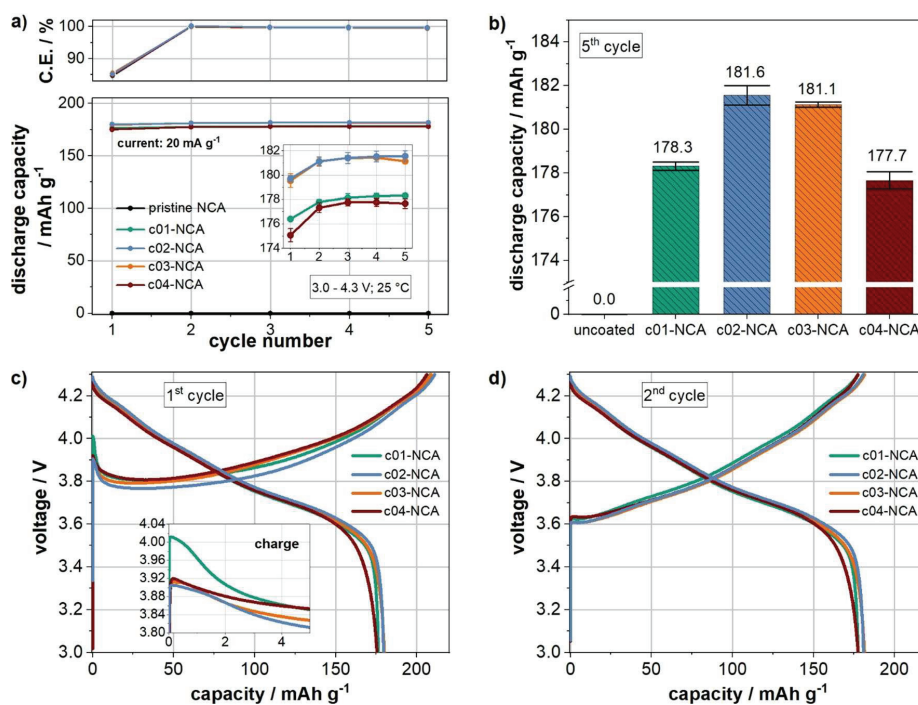 a)
C.E. / %
100
90
discharge capacity
/ mAh g⁻¹
200
175
150
100
50
0
current: 20 mA g⁻¹
182
180
178
176
174
1 2 3 4 5
pristine NCA
c01-NCA
c02-NCA
c03-NCA
c04-NCA
3.0 - 4.3 V; 25 °C
1 2 3 4 5
cycle number
b)
5th cycle
discharge capacity / mAh g⁻¹
184
182
180
178
176
174
0
0.0
178.3
181.6
181.1
177.7
uncoated c01-NCA c02-NCA c03-NCA c04-NCA
c)
1st cycle
voltage / V
4.2
4.0
3.8
3.6
3.4
3.2
3.0
c01-NCA
c02-NCA
c03-NCA
c04-NCA
charge
4.04
4.00
3.96
3.92
3.88
3.84
3.80
0 2 4
0 50 100 150 200
capacity / mAh g⁻¹
d)
2nd cycle
voltage / V
4.2
4.0
3.8
3.6
3.4
3.2
3.0
c01-NCA
c02-NCA
c03-NCA
c04-NCA
0 50 100 150 200
capacity / mAh g⁻¹